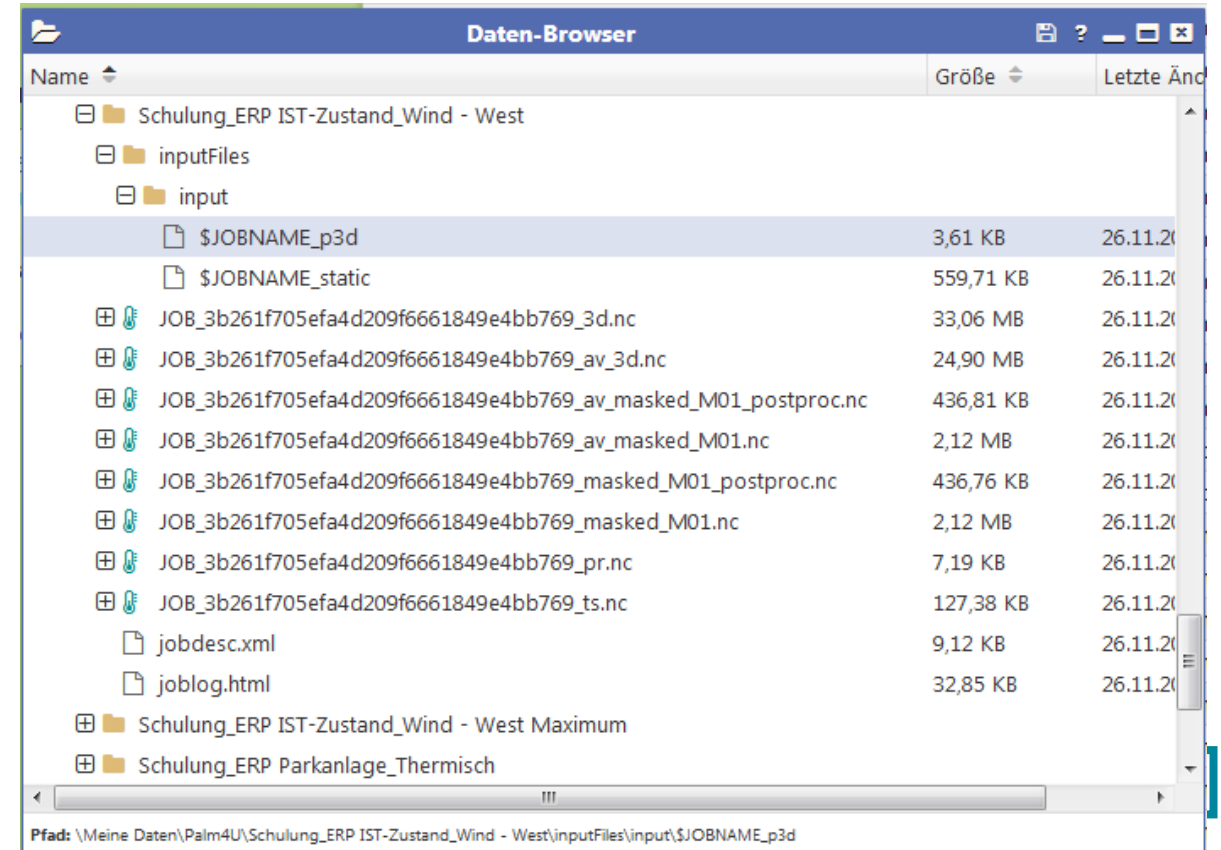 Daten-Browser ?
Name Größe Letzte Änd
Schulung_ERP IST-Zustand_Wind - West
inputFiles
input
$JOBNAME_p3d 3,61 KB 26.11.20
$JOBNAME_static 559,71 KB 26.11.20
JOB_3b261f705efa4d209f6661849e4bb769_3d.nc 33,06 MB 26.11.20
JOB_3b261f705efa4d209f6661849e4bb769_av_3d.nc 24,90 MB 26.11.20
JOB_3b261f705efa4d209f6661849e4bb769_av_masked_M01_postproc.nc 436,81 KB 26.11.20
JOB_3b261f705efa4d209f6661849e4bb769_av_masked_M01.nc 2,12 MB 26.11.20
JOB_3b261f705efa4d209f6661849e4bb769_masked_M01_postproc.nc 436,76 KB 26.11.20
JOB_3b261f705efa4d209f6661849e4bb769_masked_M01.nc 2,12 MB 26.11.20
JOB_3b261f705efa4d209f6661849e4bb769_pr.nc 7,19 KB 26.11.20
JOB_3b261f705efa4d209f6661849e4bb769_ts.nc 127,38 KB 26.11.20
jobdesc.xml 9,12 KB 26.11.20
joblog.html 32,85 KB 26.11.20
Schulung_ERP IST-Zustand_Wind - West Maximum
Schulung_ERP Parkanlage_Thermisch
Pfad: \Meine Daten\Palm4U\Schulung_ERP IST-Zustand_Wind - West\inputFiles\input\$JOBNAME_p3d